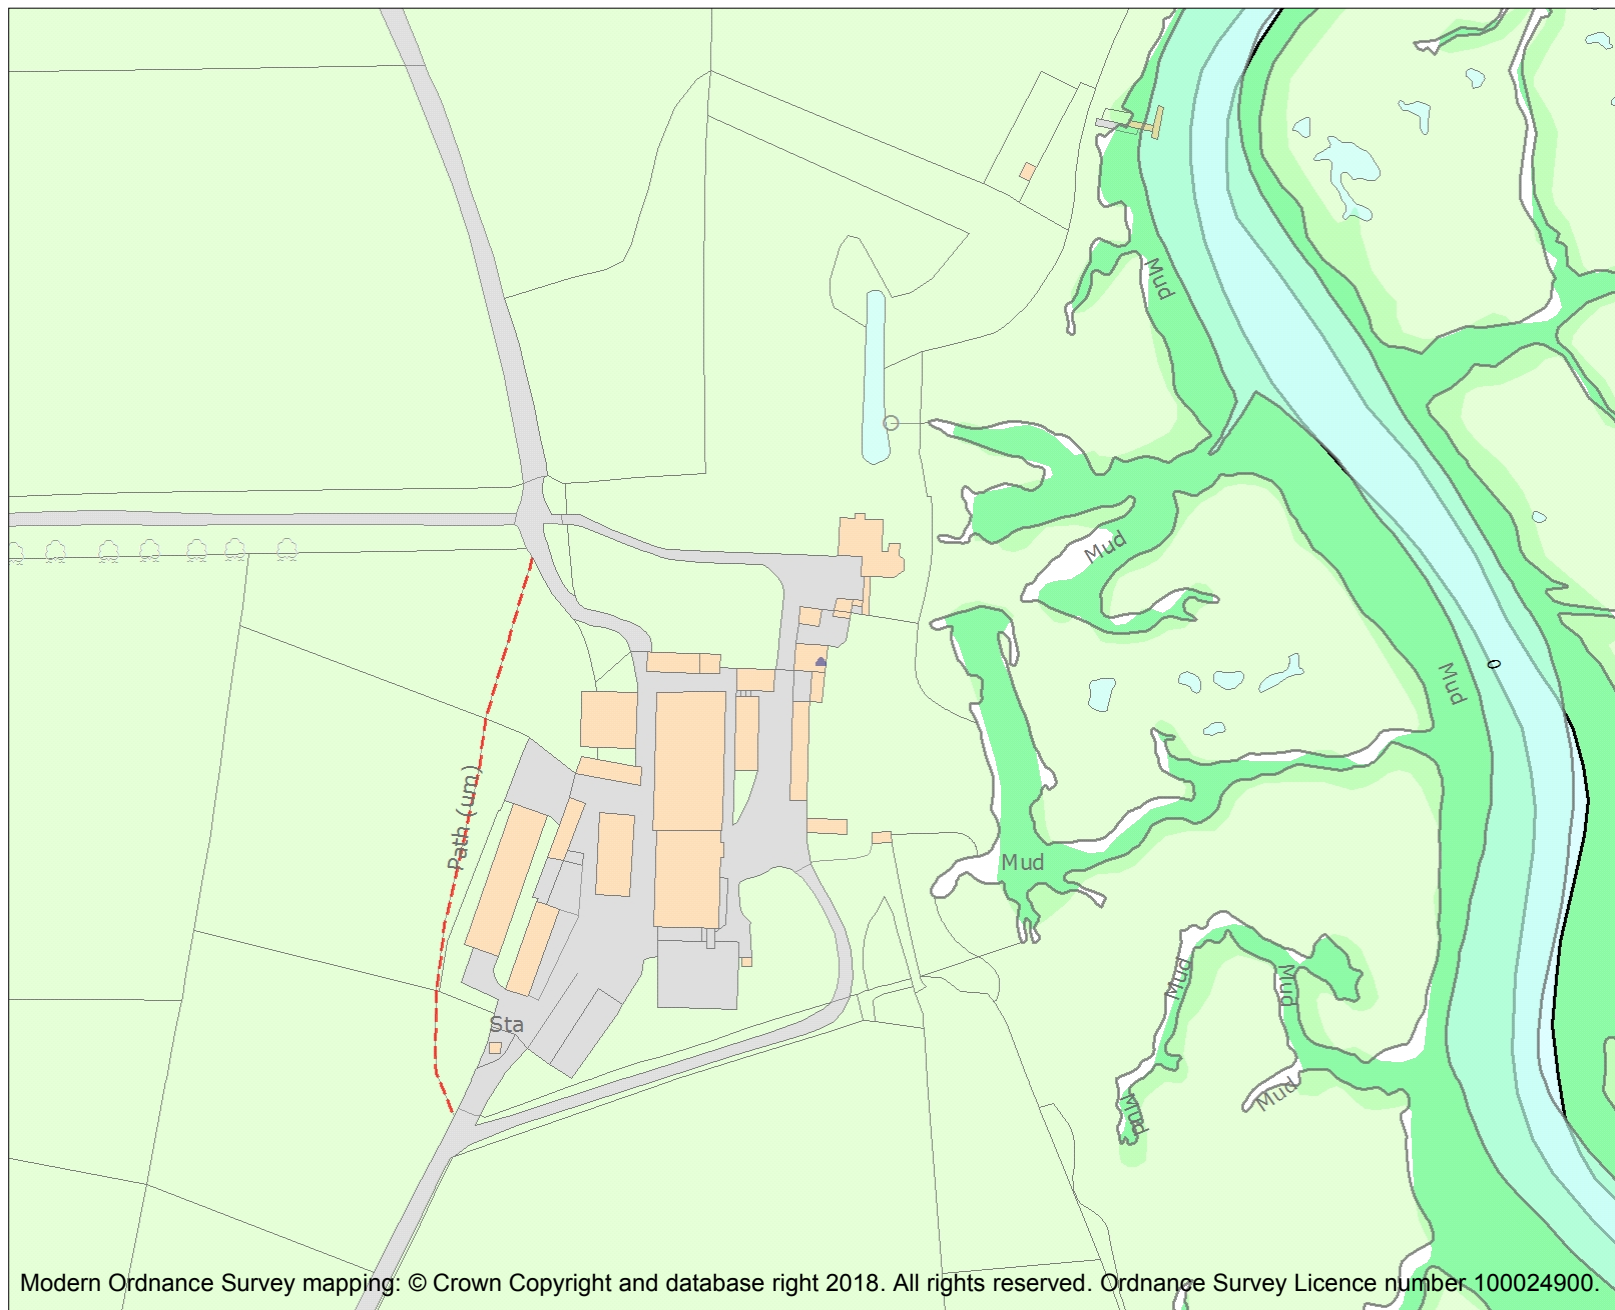 Mud
Mud
Mud
Path (um)
Mud
Mud
Mud
Sta
Mud
Mud
0
Modern Ordnance Survey mapping: © Crown Copyright and database right 2018. All rights reserved. Ordnance Survey Licence number 100024900.